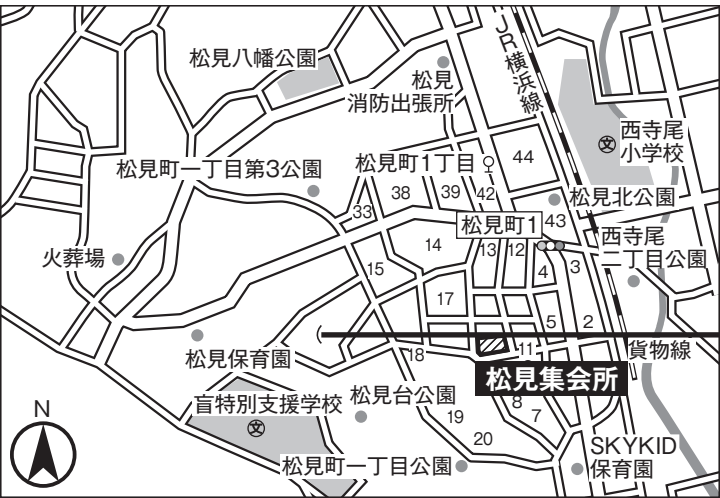 JR横浜線
松見八幡公園
松見
消防出張所
西寺尾
小学校
文
44
松見町一丁目第3公園
松見町1丁目
38
39
42
松見北公園
33
松見町1
43
西寺尾
二丁目公園
14
13
12
火葬場
15
4
3
17
5
2
松見保育園
18
11
貨物線
松見集会所
盲特別支援学校
文
松見台公園
19
8
7
20
松見町一丁目公園
SKYKID
保育園
N